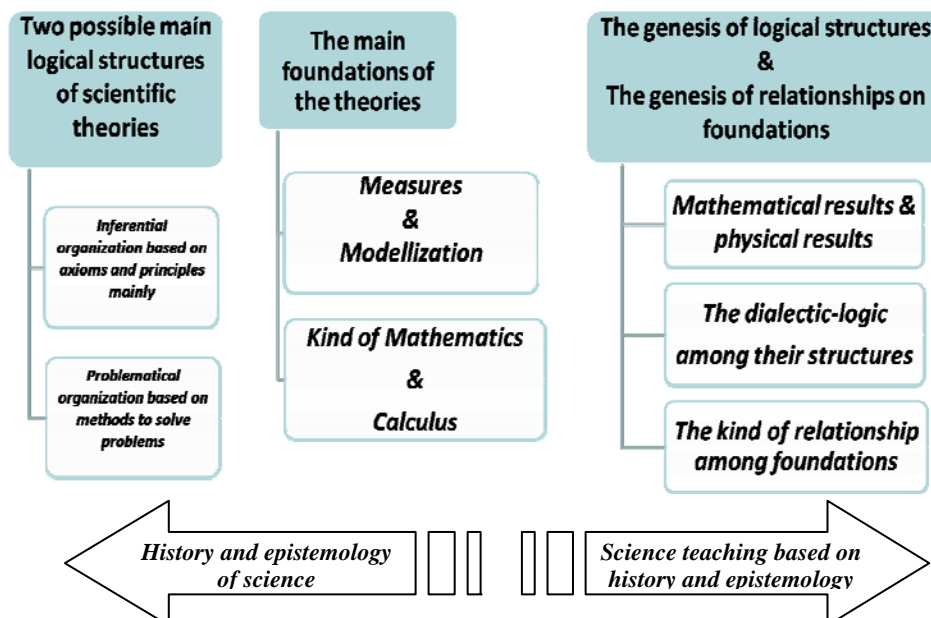 Two possible main
logical structures
of scientific
theories
Inferential
organization based on
axioms and principles
mainly
Problematical
organization based on
methods to solve
problems
The main
foundations of
the theories
Measures
&
Modellization
Kind of Mathematics
&
Calculus
The genesis of logical structures
&
The genesis of relationships on
foundations
Mathematical results &
physical results
The dialectic-logic
among their structures
The kind of relationship
among foundations
History and epistemology
of science
Science teaching based on
history and epistemology